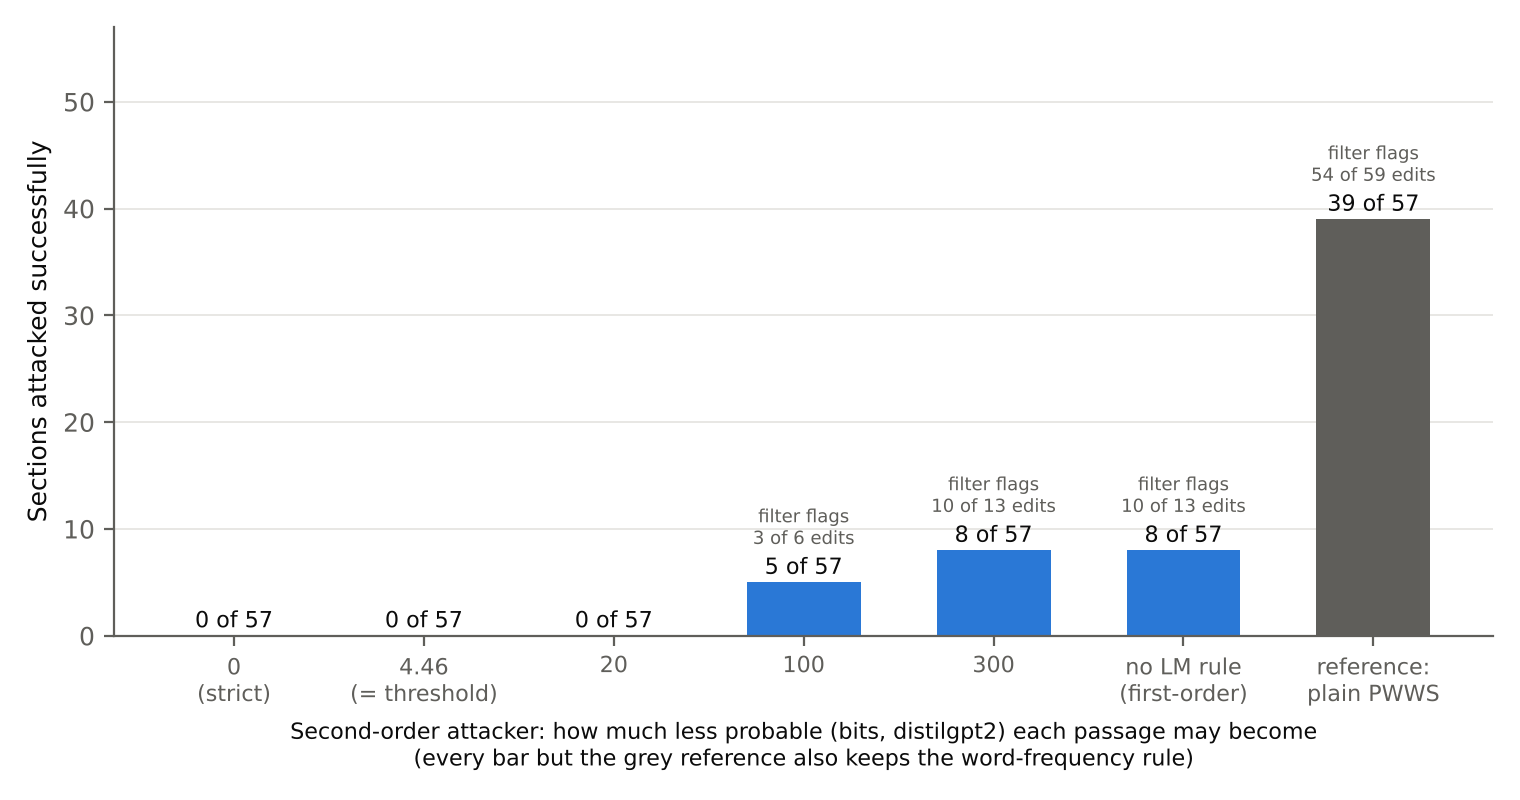 Sections attacked successfully
50
40
30
20
10
0
filter flags
54 of 59 edits
39 of 57
filter flags
10 of 13 edits
8 of 57
filter flags
10 of 13 edits
8 of 57
filter flags
3 of 6 edits
5 of 57
0 of 57
0 of 57
0 of 57
0
(strict)
4.46
(= threshold)
20
100
300
no LM rule
(first-order)
reference:
plain PWWS
Second-order attacker: how much less probable (bits, distilgpt2) each passage may become
(every bar but the grey reference also keeps the word-frequency rule)